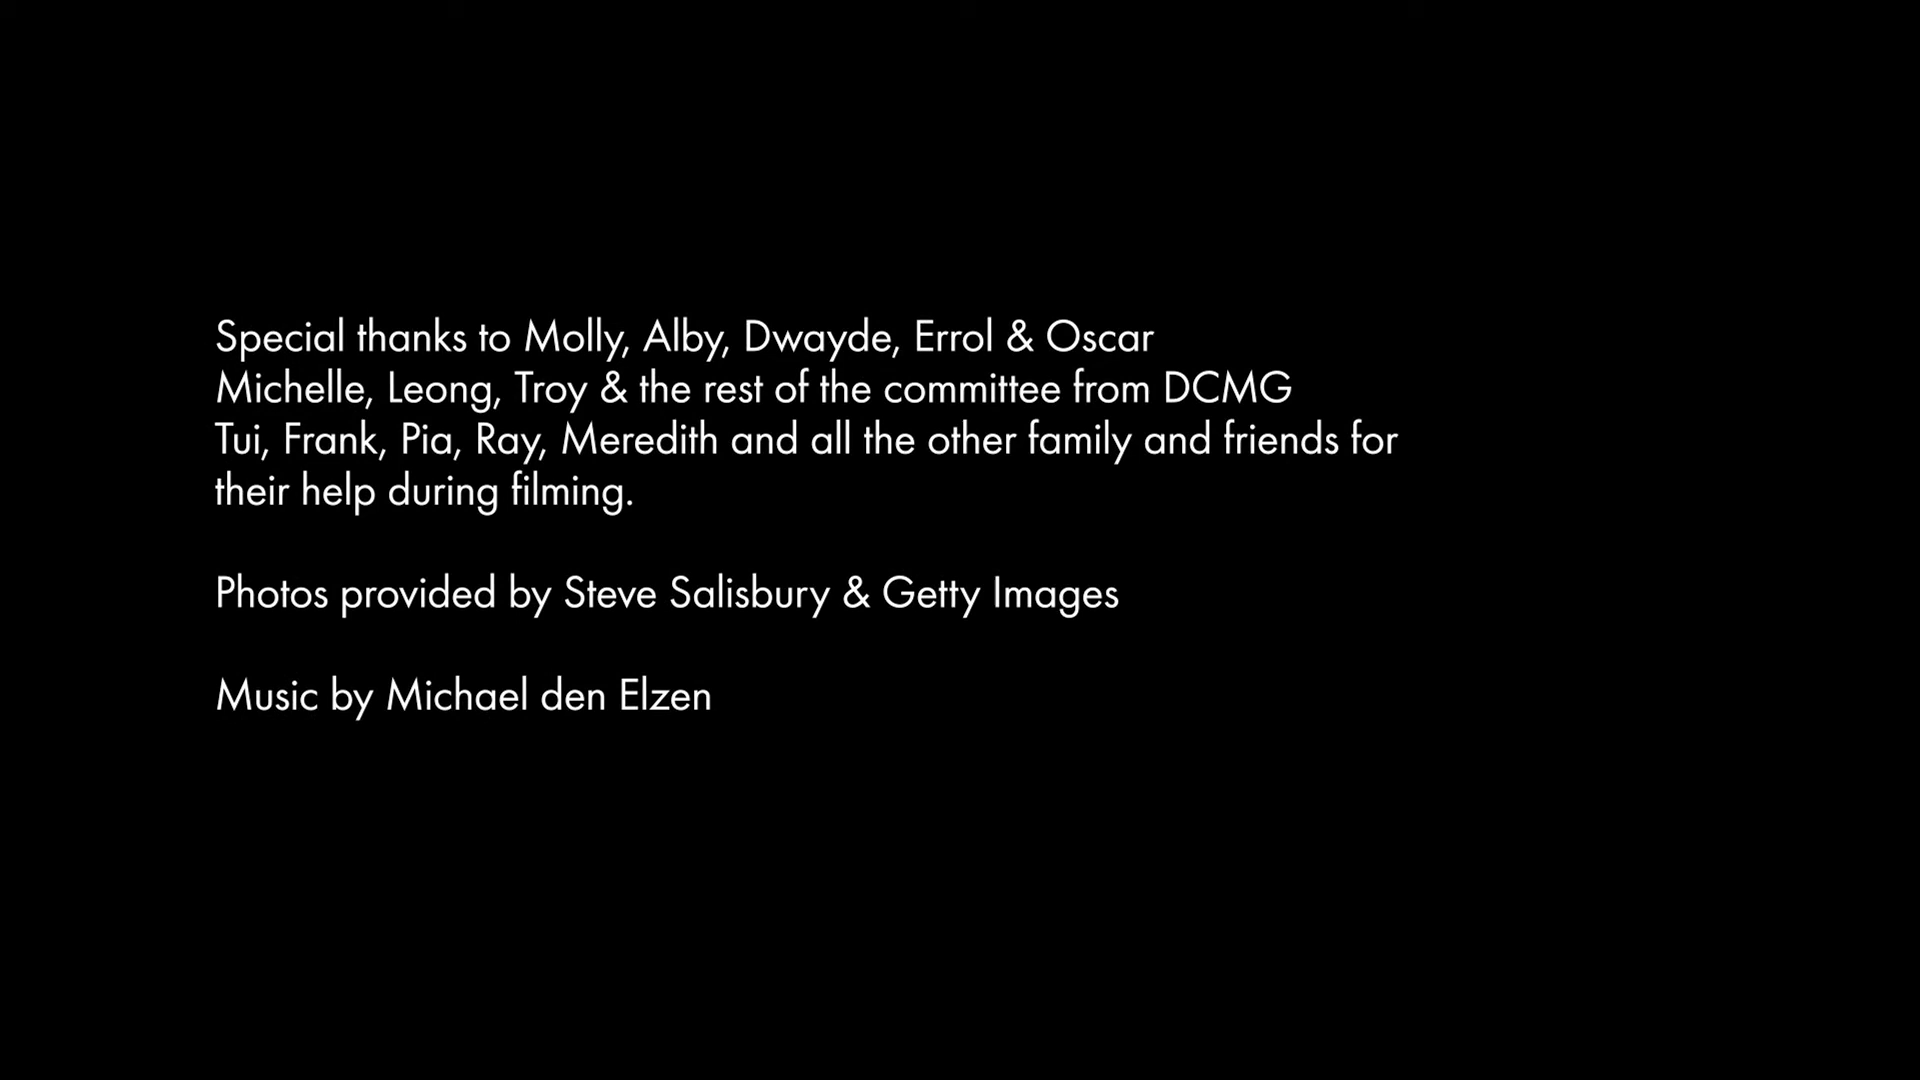 Special thanks to Molly, Alby, Dwayde, Errol & Oscar
Michelle, Leong, Troy & the rest of the committee from DCMG
Tui, Frank, Pia, Ray, Meredith and all the other family and friends for
their help during filming.
Photos provided by Steve Salisbury & Getty Images
Music by Michael den Elzen